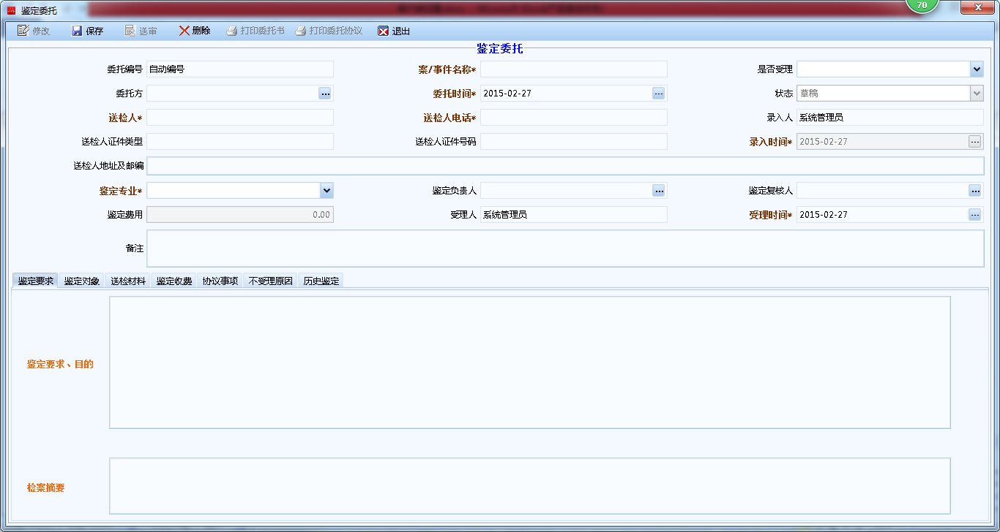 鉴定委托
70
修改 保存 送审 删除 打印委托书 打印委托协议 退出
鉴定委托
委托编号 自动编号 案/事件名称* 是否受理
委托方 委托时间* 2015-02-27 状态 草稿
送检人* 送检人电话* 录入人 系统管理员
送检人证件类型 送检人证件号码 录入时间* 2015-02-27
送检人地址及邮编
鉴定专业* 鉴定负责人 鉴定复核人
鉴定费用 0.00 受理人 系统管理员 受理时间* 2015-02-27
备注
鉴定要求 鉴定对象 送检材料 鉴定收费 协议事项 不受理原因 历史鉴定
鉴定要求、目的
检案摘要